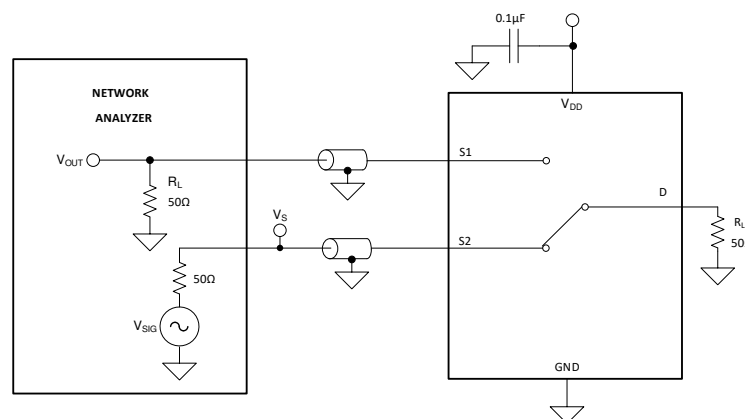 0.1µF
NETWORK
ANALYZER
VDD
VOUT
S1
RL
50Ω
D
VS
RL
50
S2
50Ω
VSIG
GND